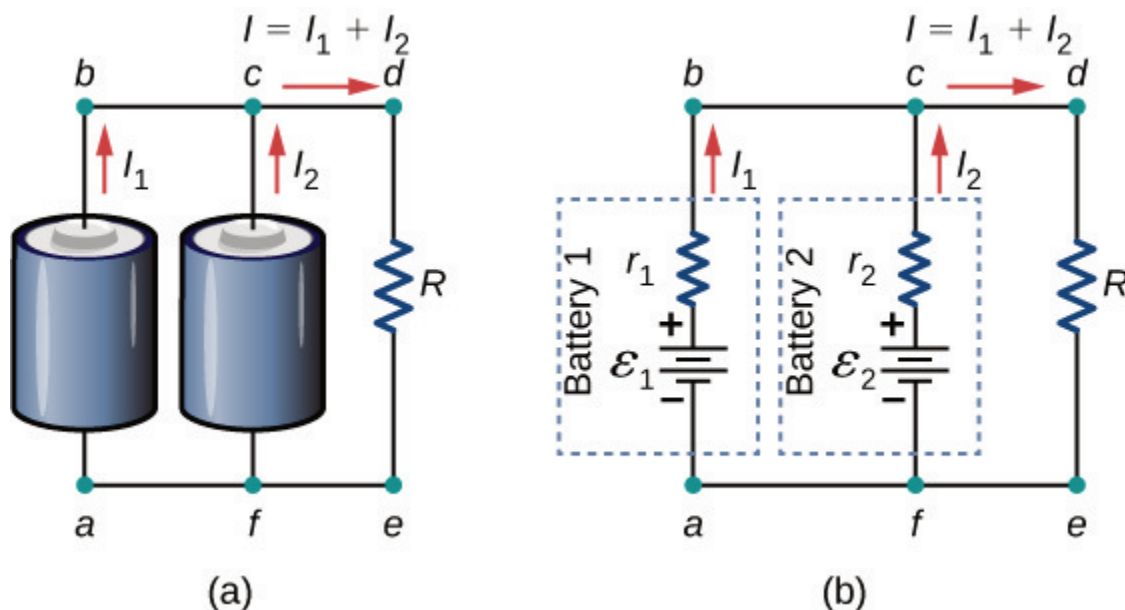 I = I₁ + I₂
b c d
I₁ I₂
R
a f e
(a)
I = I₁ + I₂
b c d
I₁ I₂
Battery 1 r₁ + ε₁ -
Battery 2 r₂ + ε₂ -
R
a f e
(b)